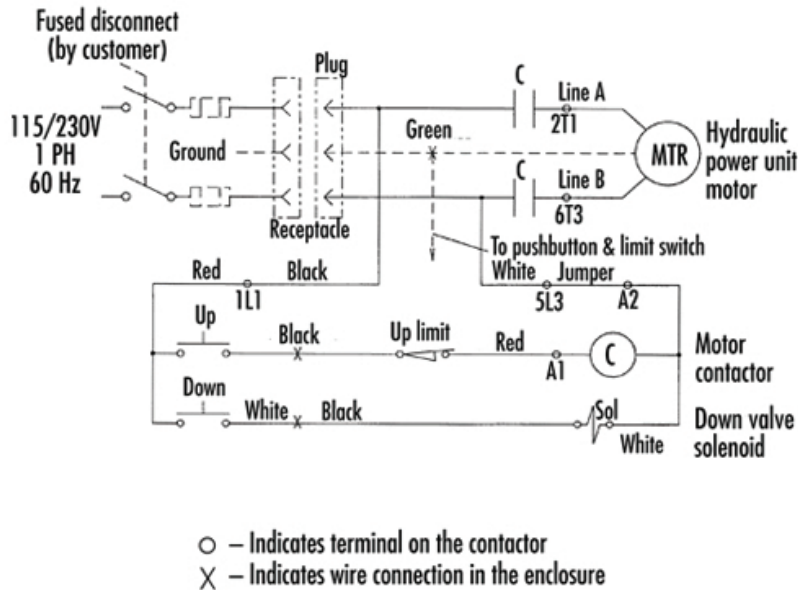 Fused disconnect
(by customer)
Plug
C
Line A
2T1
115/230V
1 PH
60 Hz
Ground
Green
MTR
Hydraulic
power unit
motor
C
Line B
6T3
Receptacle
To pushbutton & limit switch
Red
Black
1L1
White
Jumper
5L3
A2
Up
Black
Up limit
Red
A1
C
Motor
contactor
Down
White
Black
Sol
White
Down valve
solenoid
O – Indicates terminal on the contactor
X – Indicates wire connection in the enclosure